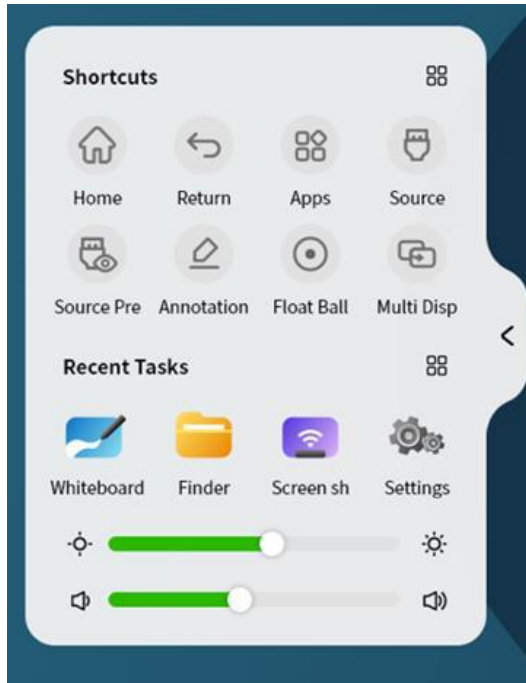 Shortcuts
Home Return Apps Source
Source Pre Annotation Float Ball Multi Disp
Recent Tasks
Whiteboard Finder Screen sh Settings